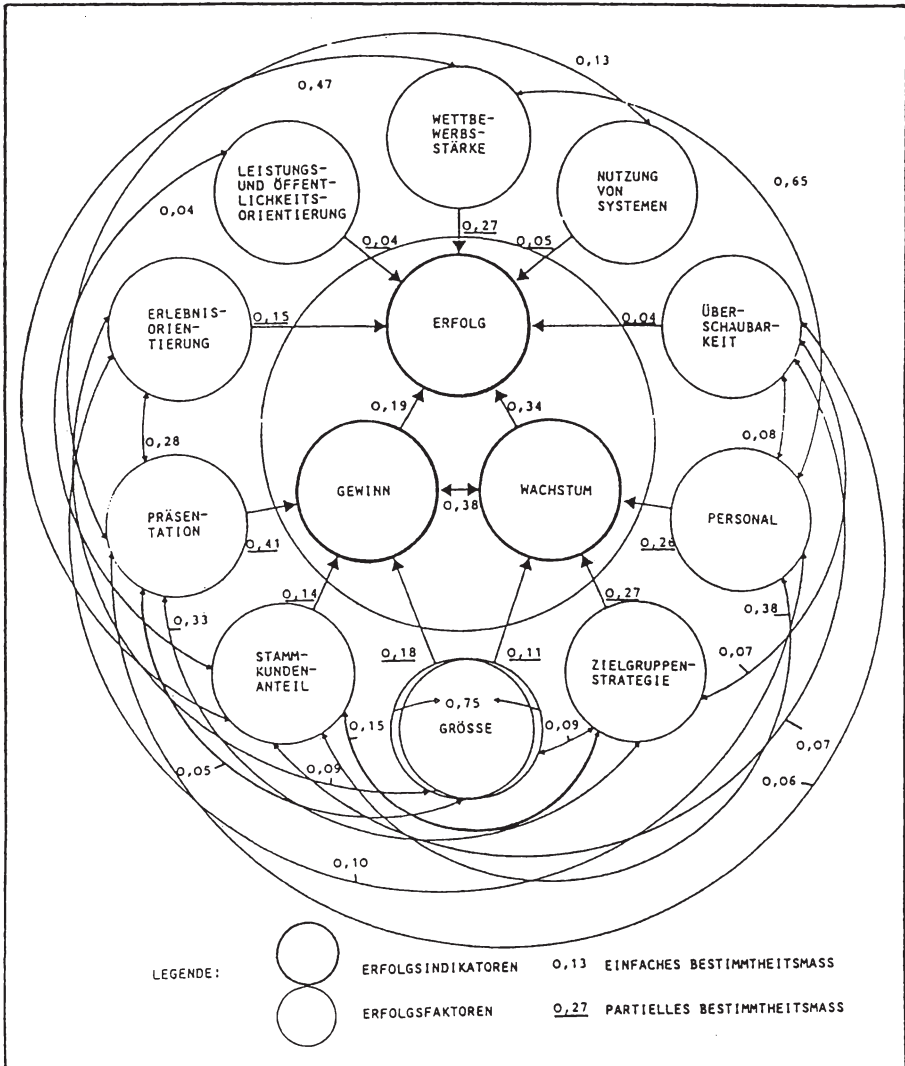 0,13
0,47
WETTBE-
WERBS-
STÄRKE
LEISTUNGS-
UND ÖFFENT-
LICHKEITS-
ORIENTIERUNG
NUTZUNG
VON
SYSTEMEN
0,65
0,04
0,27
0,04
0,05
ERLEBNIS-
ORIEN-
TIERUNG
0,15
ERFOLG
0,04
ÜBER-
SCHAUBAR-
KEIT
0,19
0,34
0,28
0,08
GEWINN
0,38
WACHSTUM
PRÄSEN-
TATION
0,41
PERSONAL
0,26
0,14
0,27
0,33
0,38
STAMM-
KUNDEN-
ANTEIL
0,18
0,11
ZIELGRUPPEN-
STRATEGIE
0,07
0,75
GRÖSSE
0,15
0,09
0,07
0,05
0,09
0,06
0,10
LEGENDE:
ERFOLGSINDIKATOREN
0,13 EINFACHES BESTIMMTHEITSMASS
ERFOLGSFAKTOREN
0,27 PARTIELLES BESTIMMTHEITSMASS